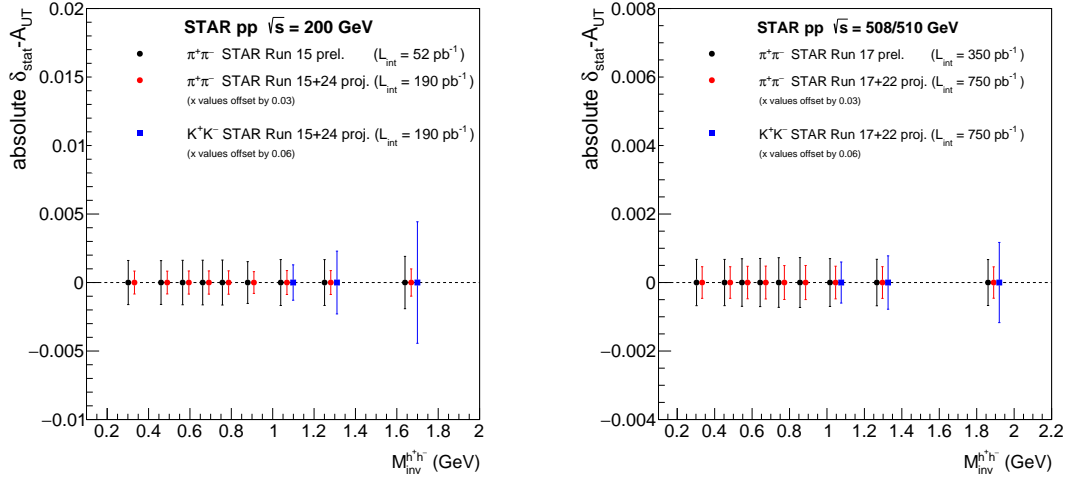 STAR pp √s = 200 GeV
π⁺π⁻ STAR Run 15 prel. (L_int = 52 pb⁻¹)
π⁺π⁻ STAR Run 15+24 proj. (L_int = 190 pb⁻¹)
(x values offset by 0.03)
K⁺K⁻ STAR Run 15+24 proj. (L_int = 190 pb⁻¹)
(x values offset by 0.06)
absolute δ_stat-A_UT
0.02
0.015
0.01
0.005
0
−0.005
−0.01
0.2 0.4 0.6 0.8 1 1.2 1.4 1.6 1.8 2
M_inv^h⁺h⁻ (GeV)
STAR pp √s = 508/510 GeV
π⁺π⁻ STAR Run 17 prel. (L_int = 350 pb⁻¹)
π⁺π⁻ STAR Run 17+22 proj. (L_int = 750 pb⁻¹)
(x values offset by 0.03)
K⁺K⁻ STAR Run 17+22 proj. (L_int = 750 pb⁻¹)
(x values offset by 0.06)
absolute δ_stat-A_UT
0.008
0.006
0.004
0.002
0
−0.002
−0.004
0.2 0.4 0.6 0.8 1 1.2 1.4 1.6 1.8 2 2.2
M_inv^h⁺h⁻ (GeV)